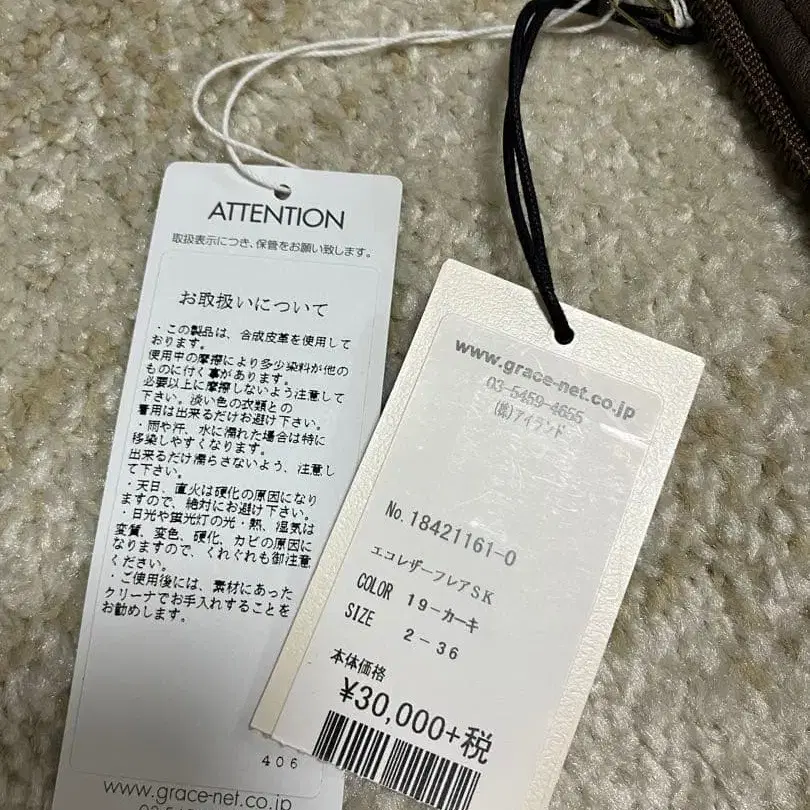 ATTENTION
取扱表示につき、保管をお願い致します。
お取扱いについて
・この製品は、合成皮革を使用して
おります。
使用中の摩擦により多少染料が他の
ものに付く事があります。
必要以上に摩擦しないよう注意して
下さい。淡い色の衣類との
着用は出来るだけお避け下さい。
・雨や汗、水に濡れた場合は特に
移染しやすくなります。
出来るだけ濡らさないよう、注意し
て下さい。
・天日、直火は硬化の原因になり
ますので、絶対にお避け下さい。
・日光や蛍光灯の光・熱、湿気は
変質、変色、硬化、カビの原因に
なりますので、くれぐれも御注意
ください。
・ご使用後には、素材にあった
クリーナでお手入れすることを
お勧めします。
406
www.grace-net.co.jp
www.grace-net.co.jp
03-5459-4655
(株)アイランド
No.18421161-0
エコレザーフレアSK
COLOR 19-カーキ
SIZE 2-36
本体価格
¥30,000+税